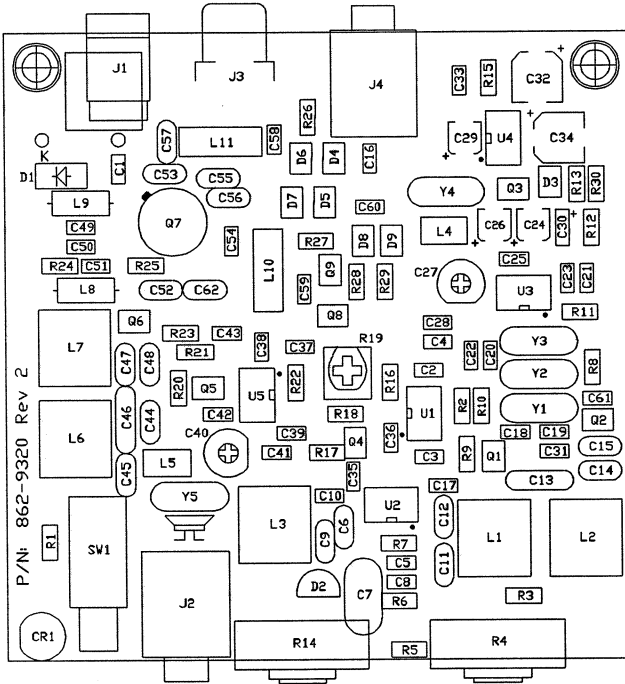 J1
J3
J4
C33
R15
C32
R26
C58
C57
L11
C29
U4
C34
K
D1
C1
D6
D4
C16
C53
C55
C56
Y4
Q3
D3
R13
R30
L9
D7
D5
C60
C49
Q7
L4
C26
C24
C30
R12
C50
C54
R27
D8
D9
R24
C51
R25
L10
Q9
C25
C27
R28
R29
U3
C23
C21
L8
C52
C62
C59
R11
Q8
Q6
C28
L7
R23
C43
R19
C4
Y3
C47
C48
R21
C38
C37
C22
C20
C2
Y2
R8
R20
Q5
U5
R22
R16
C46
Y1
C61
L6
C44
C42
R18
U1
R2
R10
Q2
C40
C39
Q4
C36
C18
C19
C15
C41
R17
C3
R9
Q1
C31
C45
L5
C35
C14
C13
Y5
C10
C17
U2
C12
L3
C6
L1
L2
C9
R1
SW1
R7
C5
C11
D2
C7
C8
J2
R6
R3
CR1
R14
R5
R4
P/N: 862-9320 Rev 2